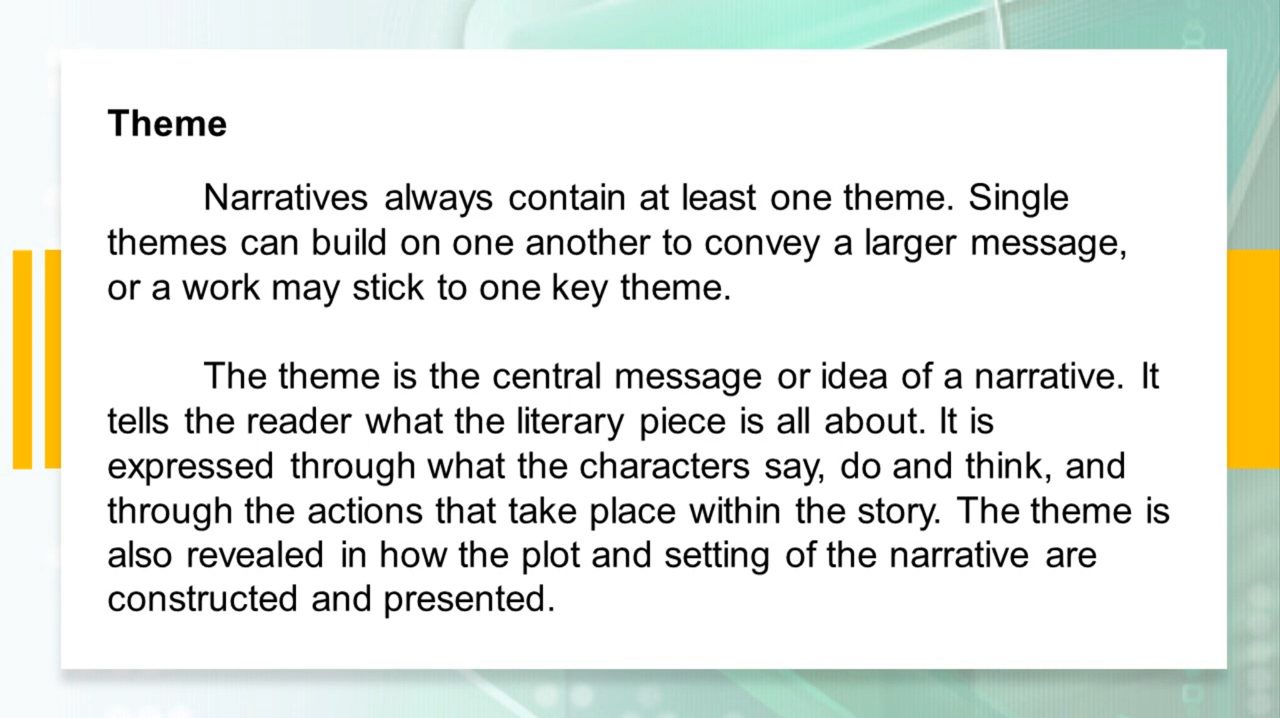 Theme
Narratives always contain at least one theme. Single
themes can build on one another to convey a larger message,
or a work may stick to one key theme.
The theme is the central message or idea of a narrative. It
tells the reader what the literary piece is all about. It is
expressed through what the characters say, do and think, and
through the actions that take place within the story. The theme is
also revealed in how the plot and setting of the narrative are
constructed and presented.